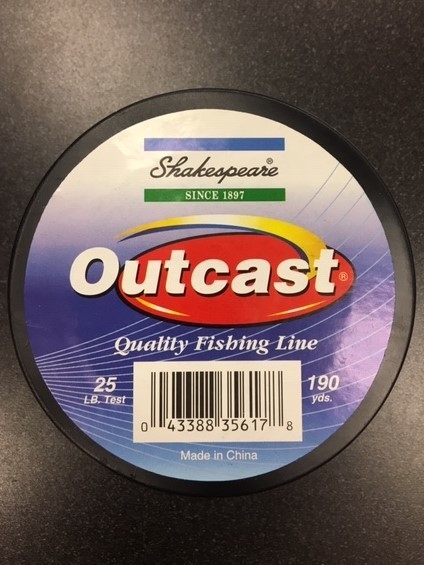 Shakespeare®
SINCE 1897
Outcast®
Quality Fishing Line
25
LB. Test
190
yds.
0 43388 35617 8
Made in China